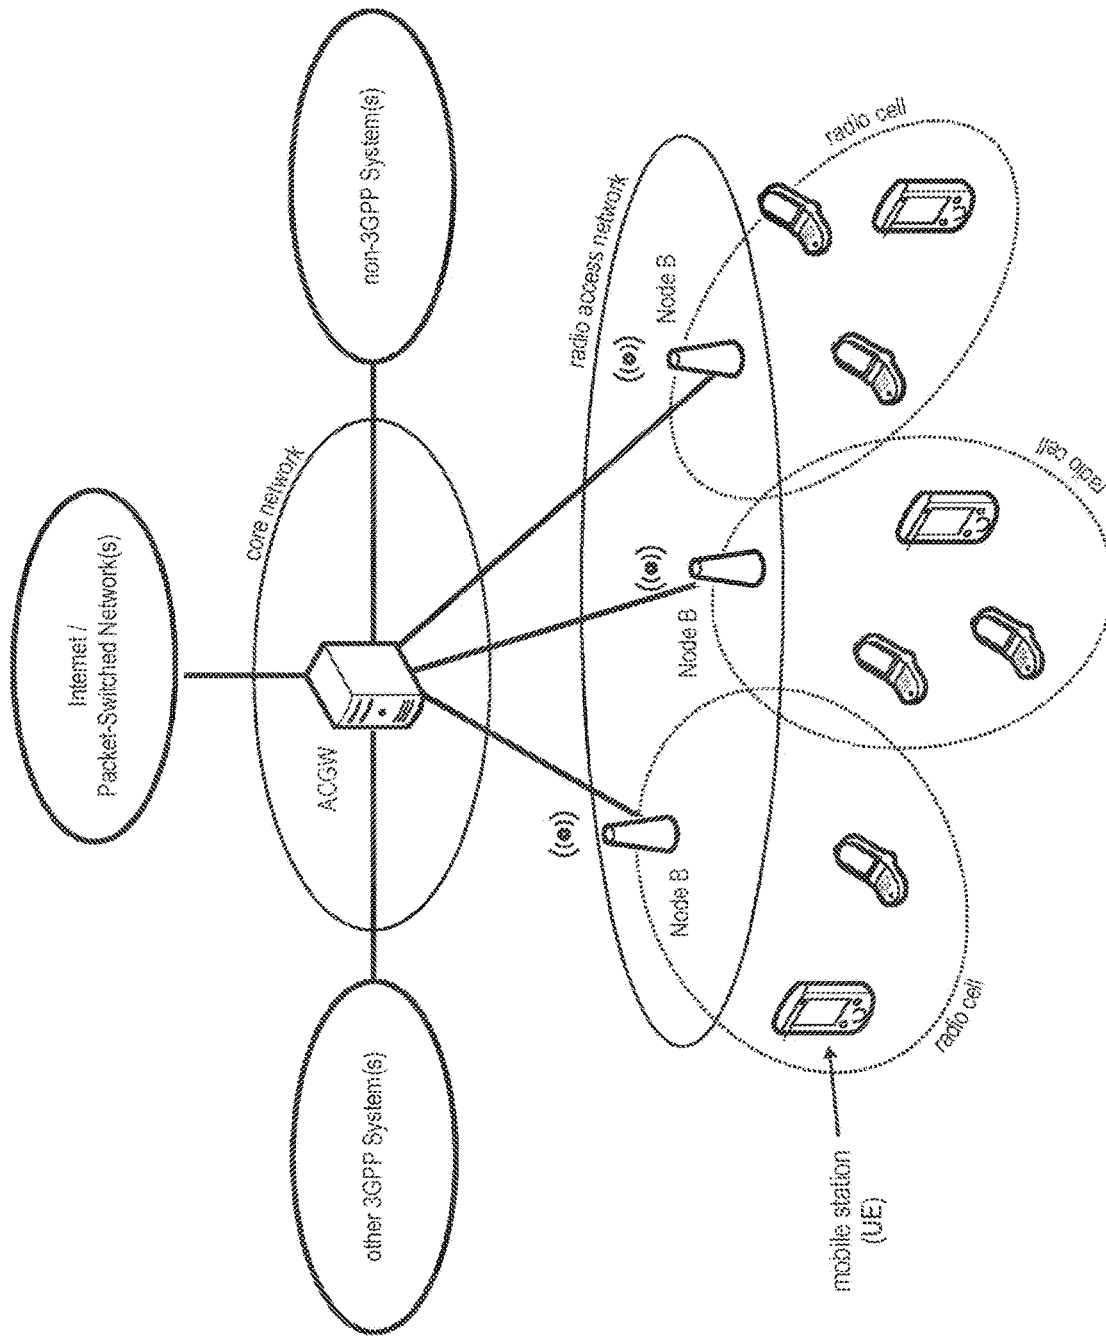 Internet /
Packet-Switched Network(s)
other 3GPP System(s)
core network
ACGW
non-3GPP System(s)
radio access network
Node B
Node B
Node B
mobile station
(UE)
radio cell
radio cell
radio cell